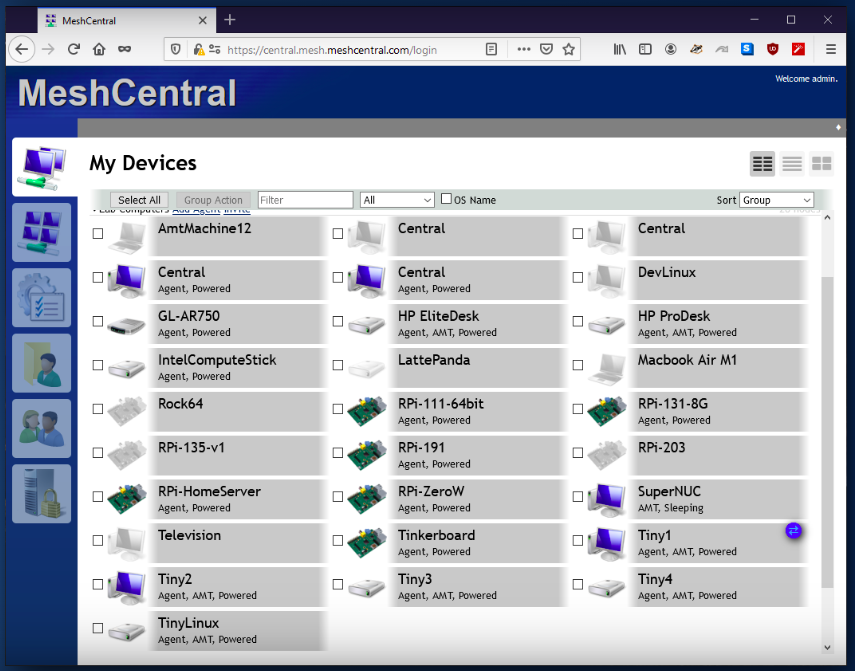 MeshCentral
https://central.mesh.meshcentral.com/login
MeshCentral
Welcome admin.
My Devices
Select All Group Action Filter All OS Name Sort Group
Lab Computers Add Agent Invite
AmtMachine12 Central Central
Central Central DevLinux
Agent, Powered Agent, Powered
GL-AR750 HP EliteDesk HP ProDesk
Agent, Powered Agent, AMT, Powered Agent, AMT, Powered
IntelComputeStick LattePanda Macbook Air M1
Agent, Powered
Rock64 RPi-111-64bit RPi-131-8G
Agent, Powered Agent, Powered
RPi-135-v1 RPi-191 RPi-203
Agent, Powered
RPi-HomeServer RPi-ZeroW SuperNUC
Agent, Powered Agent, Powered AMT, Sleeping
Television Tinkerboard Tiny1
Agent, Powered Agent, AMT, Powered
Tiny2 Tiny3 Tiny4
Agent, AMT, Powered Agent, AMT, Powered Agent, AMT, Powered
TinyLinux
Agent, AMT, Powered